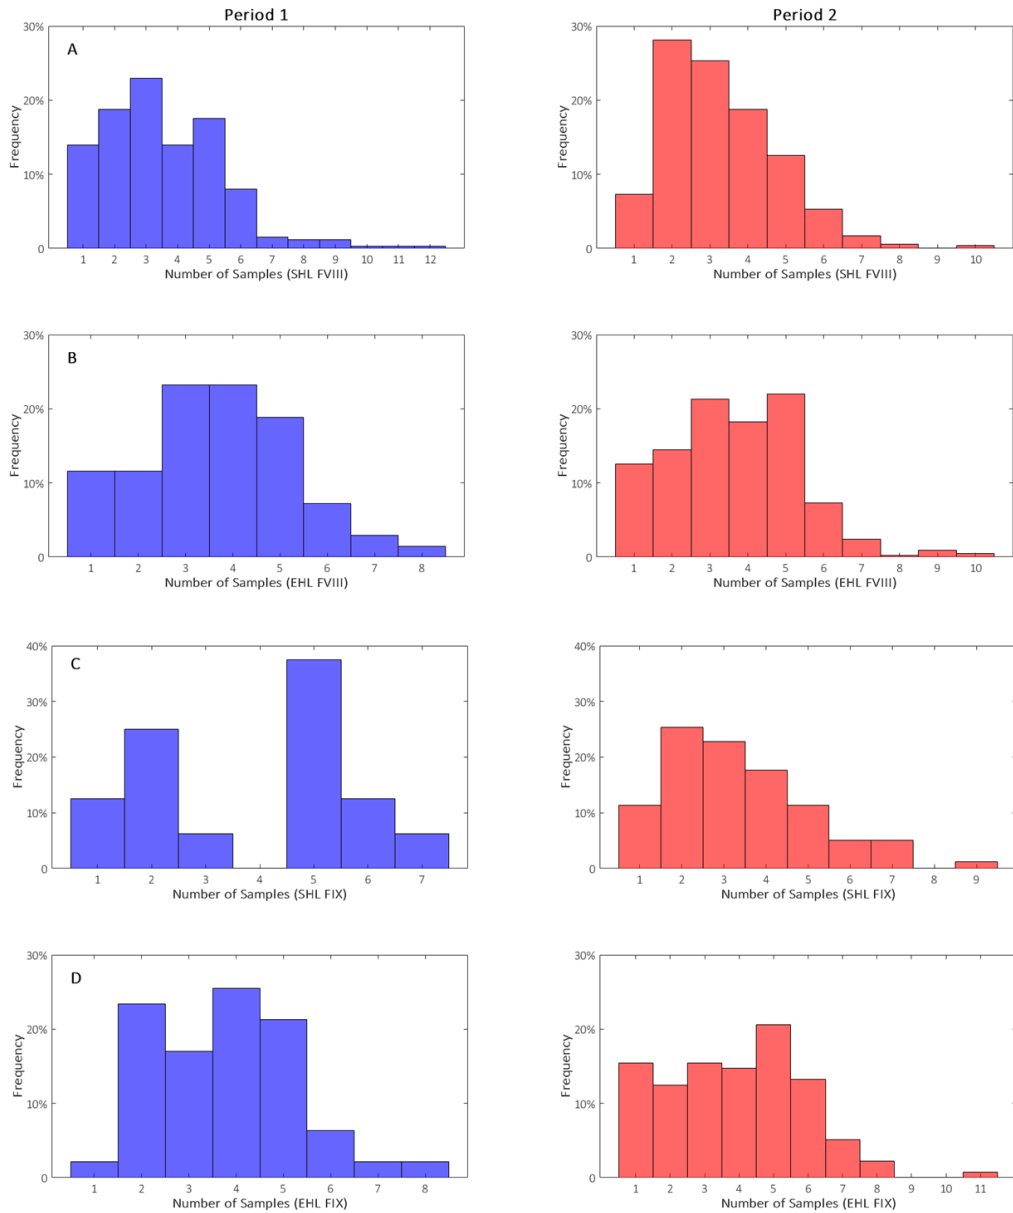 Period 1
Period 2
A
30%
20%
10%
0
Frequency
1 2 3 4 5 6 7 8 9 10 11 12
Number of Samples (SHL FVIII)
30%
20%
10%
0
Frequency
1 2 3 4 5 6 7 8 9 10
Number of Samples (SHL FVIII)
B
30%
20%
10%
0
Frequency
1 2 3 4 5 6 7 8
Number of Samples (EHL FVIII)
30%
20%
10%
0
Frequency
1 2 3 4 5 6 7 8 9 10
Number of Samples (EHL FVIII)
C
40%
30%
20%
10%
0
Frequency
1 2 3 4 5 6 7
Number of Samples (SHL FIX)
40%
30%
20%
10%
0
Frequency
1 2 3 4 5 6 7 8 9
Number of Samples (SHL FIX)
D
30%
20%
10%
0
Frequency
1 2 3 4 5 6 7 8
Number of Samples (EHL FIX)
30%
20%
10%
0
Frequency
1 2 3 4 5 6 7 8 9 10 11
Number of Samples (EHL FIX)